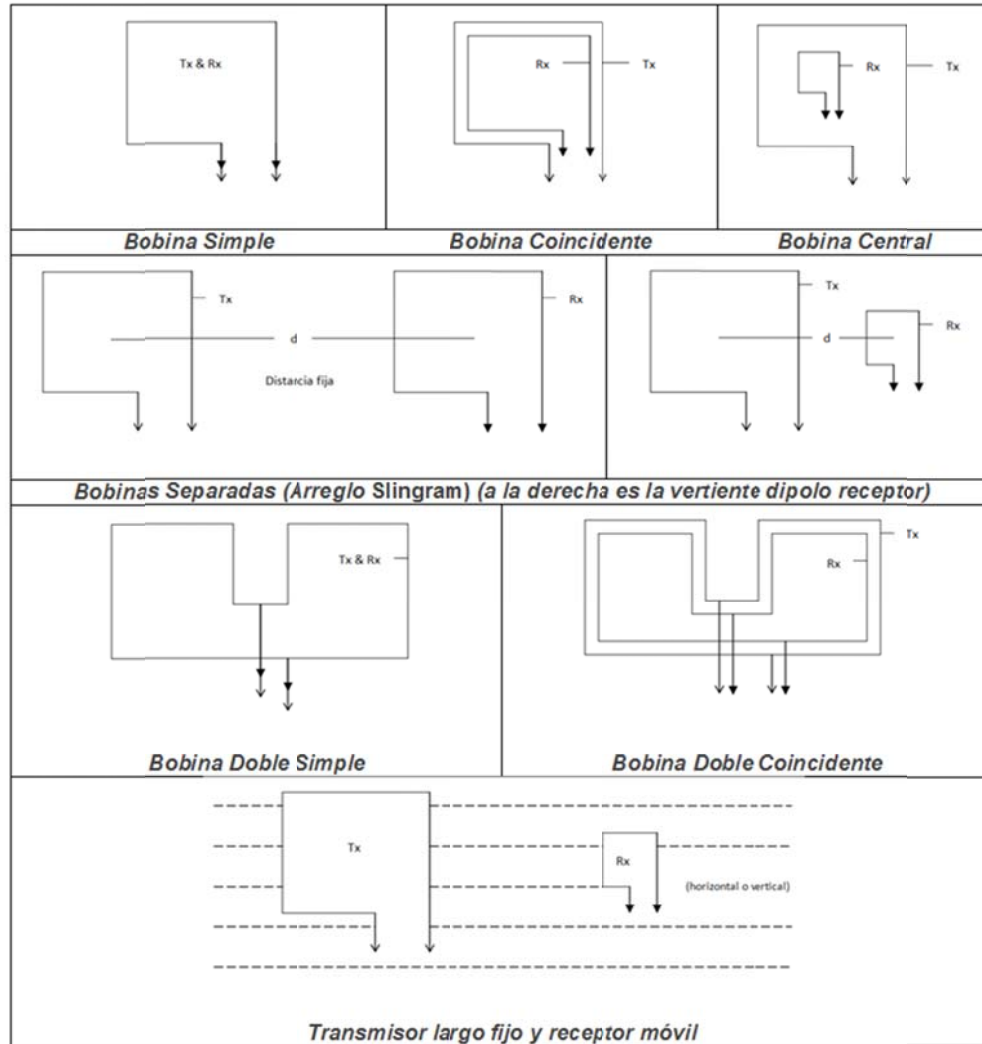 Tx & Rx
Rx
Tx
Rx
Tx
Bobina Simple
Bobina Coincidente
Bobina Central
Tx
d
Distarcia fija
Rx
Tx
d
Rx
Bobinas Separadas (Arreglo Slingram) (a la derecha es la vertiente dipolo receptor)
Tx & Rx
Tx
Rx
Bobina Doble Simple
Bobina Doble Coincidente
Tx
Rx
(horizontal o vertical)
Transmisor largo fijo y receptor móvil